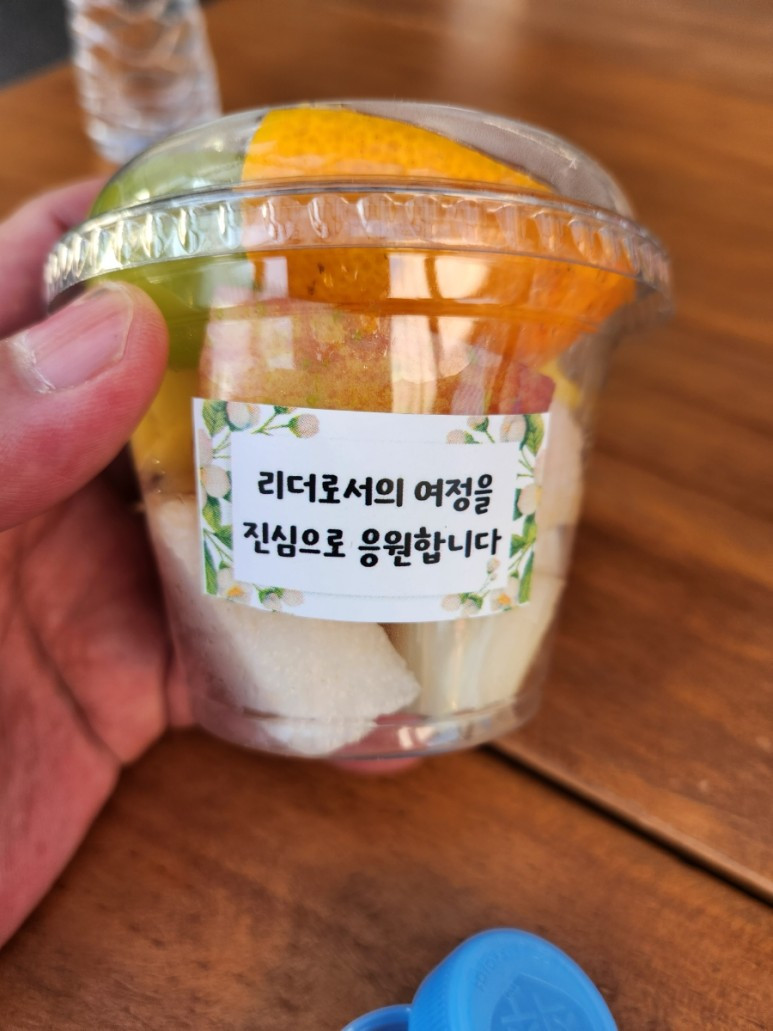 리더로서의 여정을
진심으로 응원합니다